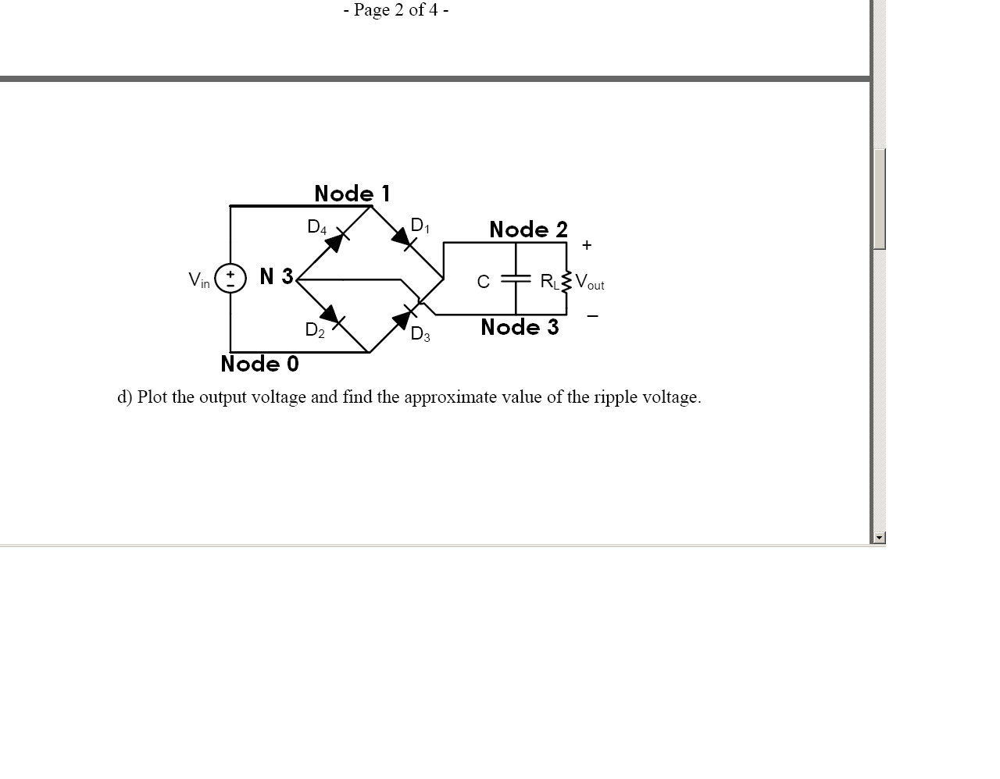 - Page 2 of 4 -
Node 1
D4
D1
Node 2
+
Vin
+
-
N 3
C
RL
Vout
D2
D3
Node 3
–
Node 0
d) Plot the output voltage and find the approximate value of the ripple voltage.